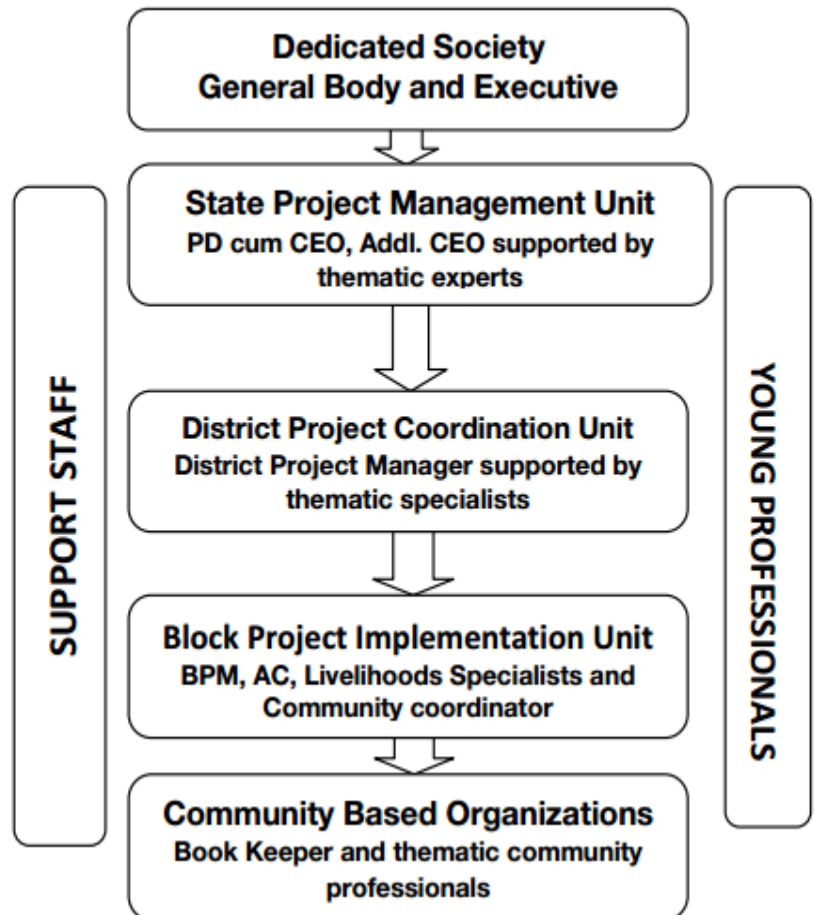 Dedicated Society
General Body and Executive
State Project Management Unit
PD cum CEO, Addl. CEO supported by
thematic experts
SUPPORT STAFF
YOUNG PROFESSIONALS
District Project Coordination Unit
District Project Manager supported by
thematic specialists
Block Project Implementation Unit
BPM, AC, Livelihoods Specialists and
Community coordinator
Community Based Organizations
Book Keeper and thematic community
professionals